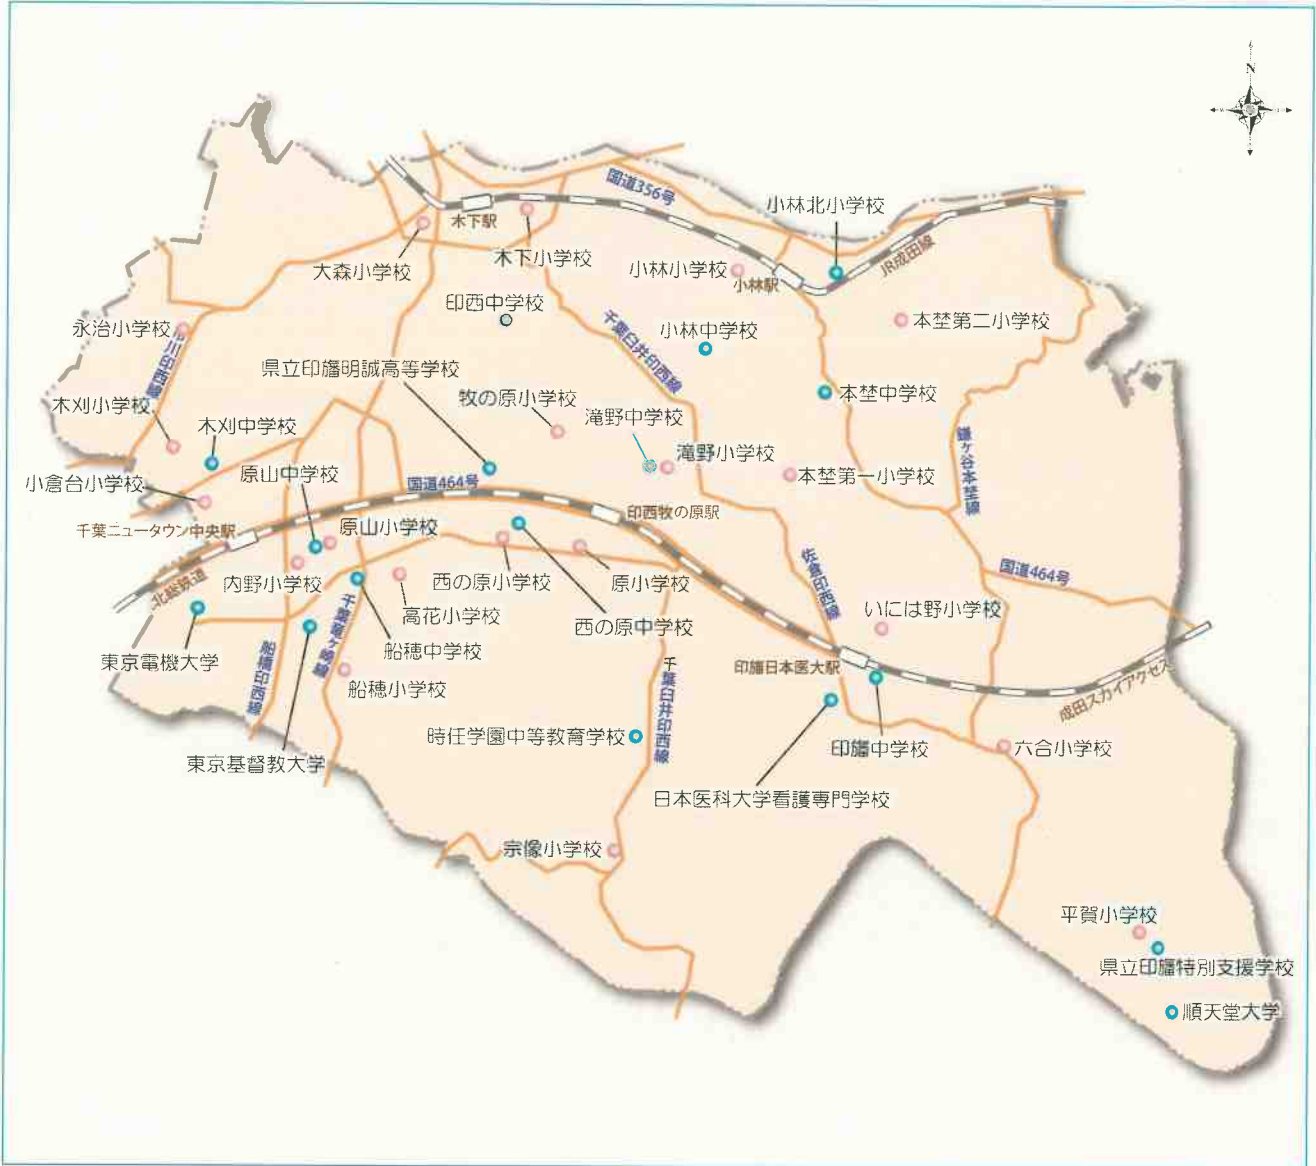 N
国道356号
小林北小学校
木下駅
大森小学校
木下小学校
小林小学校
小林駅
JR成田線
印西中学校
千葉臼井印西線
小林中学校
本埜第二小学校
永治小学校
川印西線
県立印旛明誠高等学校
牧の原小学校
本埜中学校
木刈小学校
木刈中学校
滝野中学校
滝野小学校
鎌ヶ谷本埜線
小倉台小学校
原山中学校
国道464号
本埜第一小学校
千葉ニュータウン中央駅
原山小学校
印西牧の原駅
北総鉄道
内野小学校
西の原小学校
原小学校
佐倉印西線
国道464号
高花小学校
西の原中学校
いには野小学校
千葉竜ヶ崎線
船穂中学校
東京電機大学
船橋印西線
船穂小学校
千葉臼井印西線
印旛日本医大駅
成田スカイアクセス
時任学園中等教育学校
印旛中学校
六合小学校
東京基督教大学
日本医科大学看護専門学校
宗像小学校
平賀小学校
県立印旛特別支援学校
順天堂大学